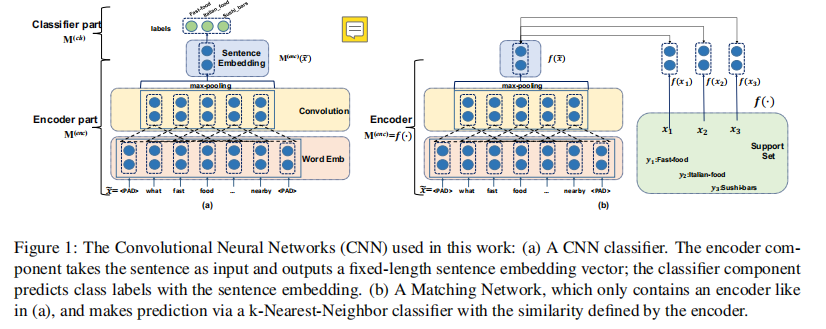 Classifier part
M(cls)
labels
Fast-food
Italian_food
Sushi_bars
Sentence
Embedding
M(enc)(x̃)
max-pooling
Convolution
Encoder part
M(enc)
Word Emb
x̃= <PAD> what fast food ... nearby <PAD>
(a)
f(x̃)
max-pooling
Encoder
M(enc)=f(·)
x̃= <PAD> what fast food ... nearby <PAD>
(b)
f(x₁) f(x₂) f(x₃)
f(·)
x₁ x₂ x₃
Support
Set
y₁:Fast-food
y₂:Italian-food
y₃:Sushi-bars
Figure 1: The Convolutional Neural Networks (CNN) used in this work: (a) A CNN classifier. The encoder com-
ponent takes the sentence as input and outputs a fixed-length sentence embedding vector; the classifier component
predicts class labels with the sentence embedding. (b) A Matching Network, which only contains an encoder like
in (a), and makes prediction via a k-Nearest-Neighbor classifier with the similarity defined by the encoder.